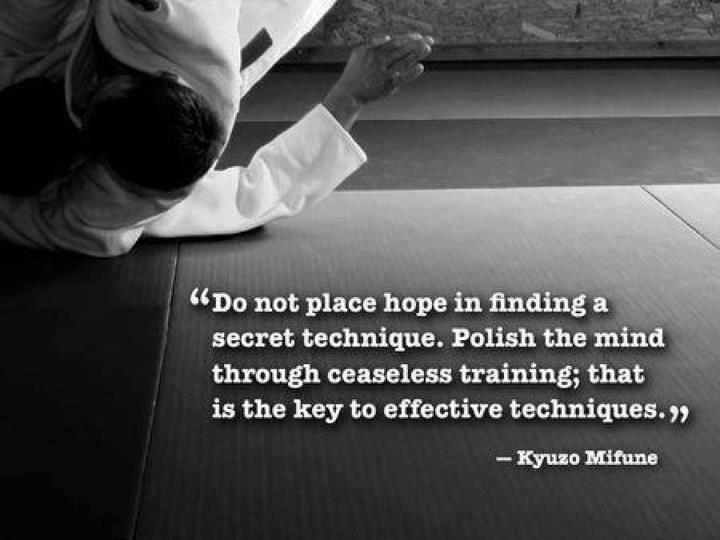 “Do not place hope in finding a
secret technique. Polish the mind
through ceaseless training; that
is the key to effective techniques.”
— Kyuzo Mifune